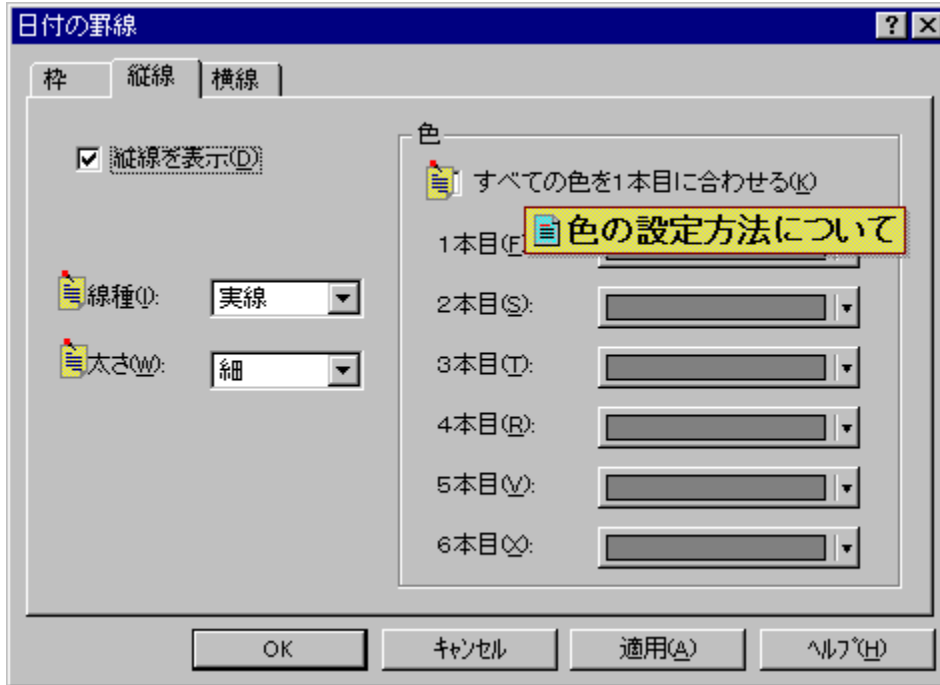 日付の罫線
枠 縦線 横線
縦線を表示(D)
線種(I): 実線
太さ(W): 細
色
すべての色を1本目に合わせる(K)
色の設定方法について
1本目(F
2本目(S):
3本目(T):
4本目(R):
5本目(V):
6本目(X):
OK キャンセル 適用(A) ヘルプ(H)